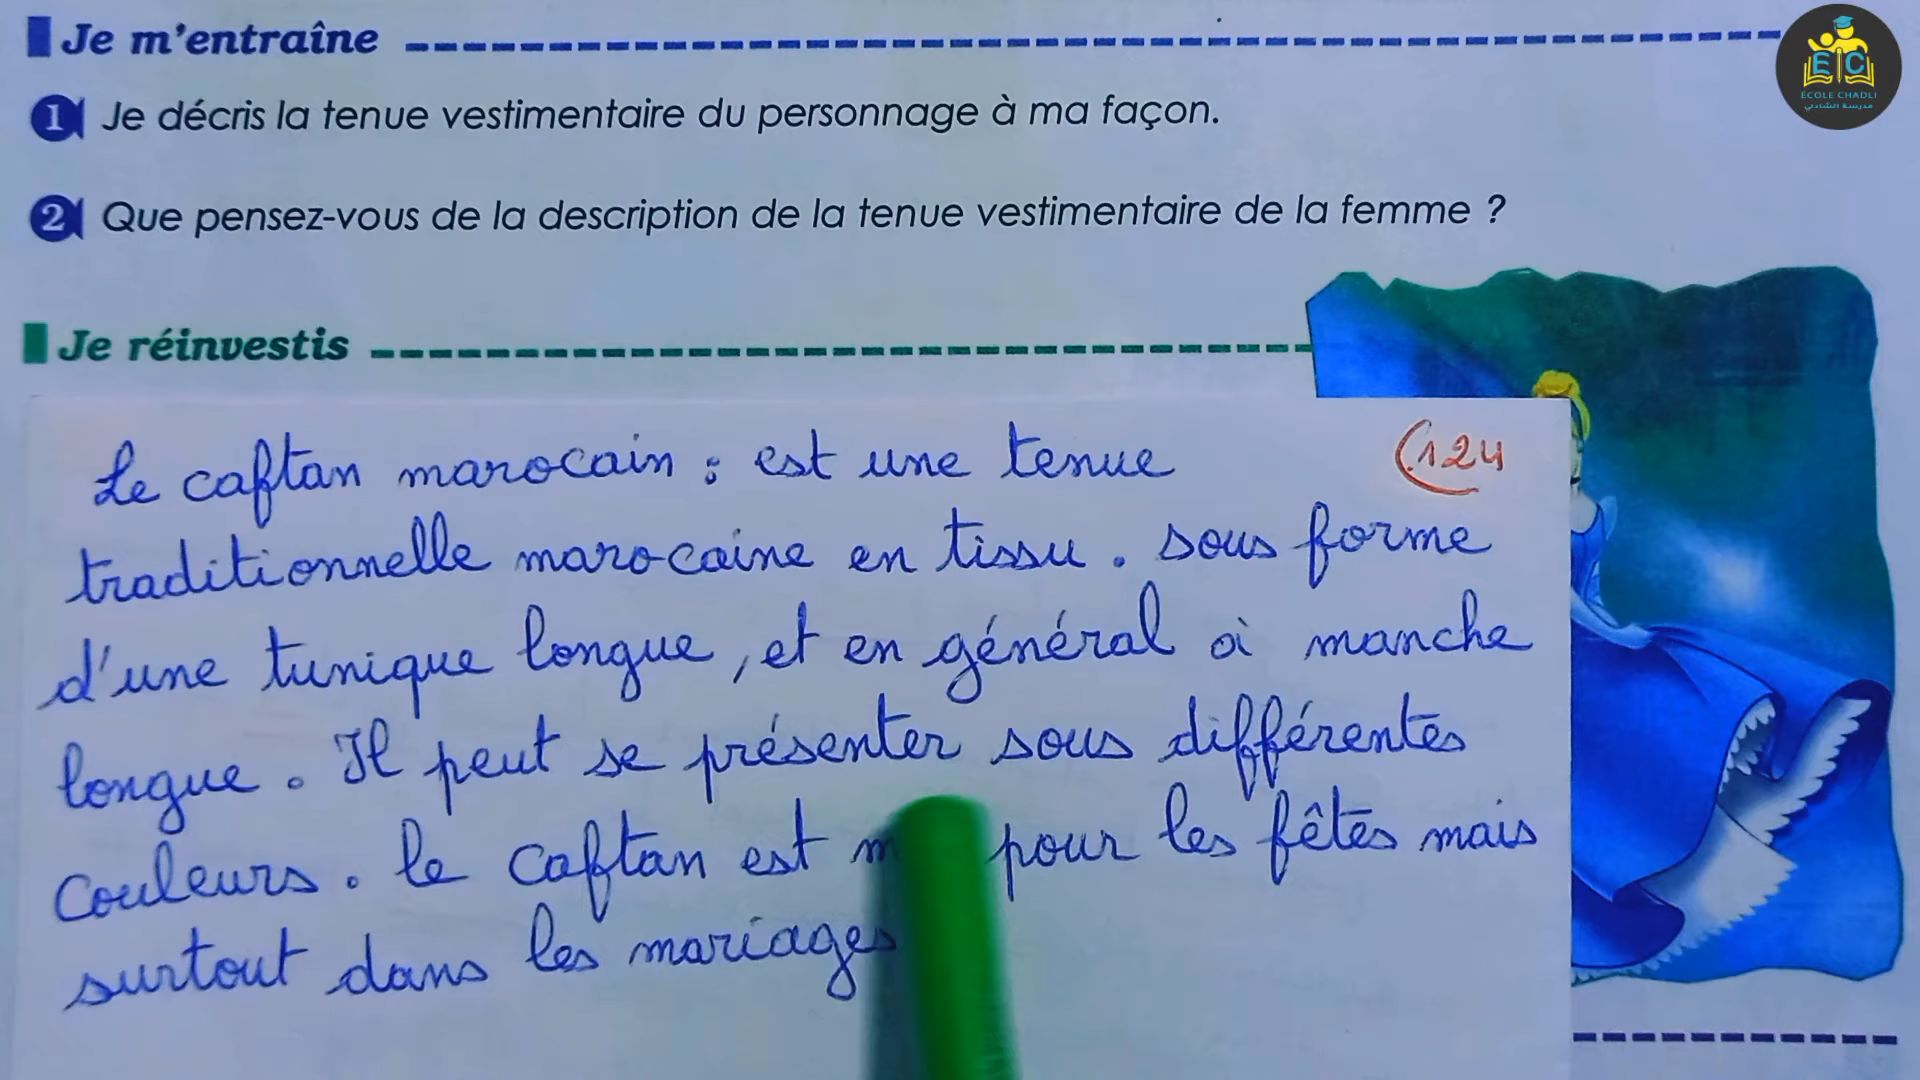 Je m'entraîne
1 Je décris la tenue vestimentaire du personnage à ma façon.
2 Que pensez-vous de la description de la tenue vestimentaire de la femme ?
Je réinvestis
Le caftan marocain : est une tenue
124
traditionnelle marocaine en tissu. sous forme
d'une tunique longue, et en général à manche
longue. Il peut se présenter sous différentes
couleurs. le caftan est pour les fêtes mais
surtout dans les mariages
EC
ÉCOLE CHADLI
مدرسة الشادلي